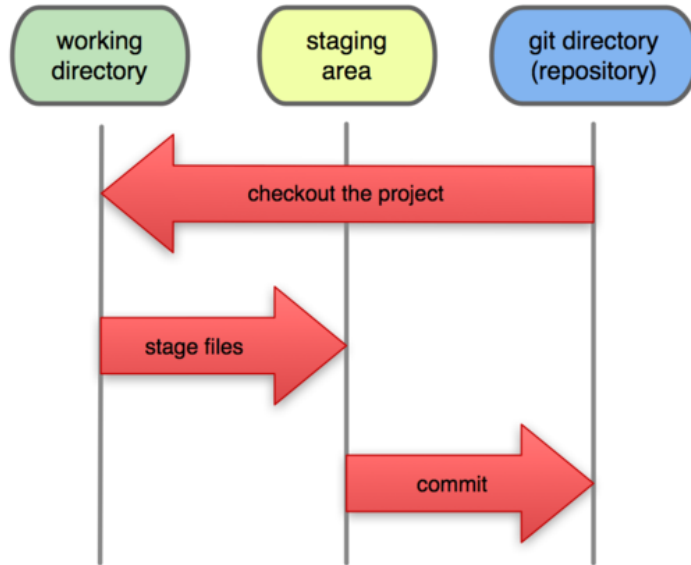 working
directory
staging
area
git directory
(repository)
checkout the project
stage files
commit